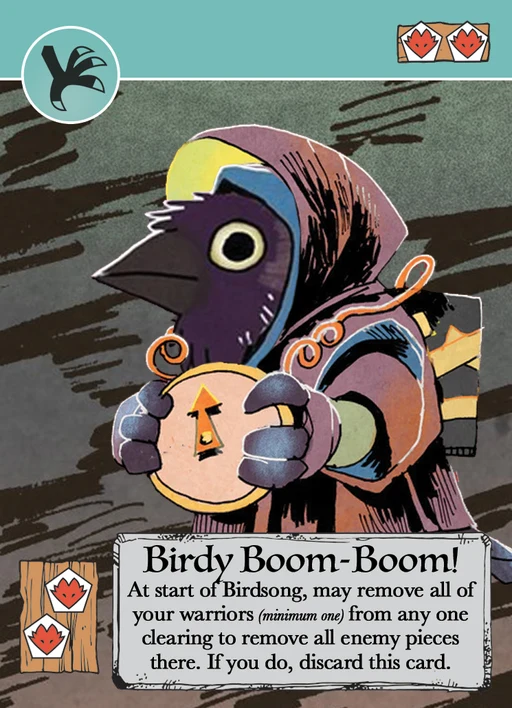 Birdy Boom-Boom!
At start of Birdsong, may remove all of
your warriors (minimum one) from any one
clearing to remove all enemy pieces
there. If you do, discard this card.